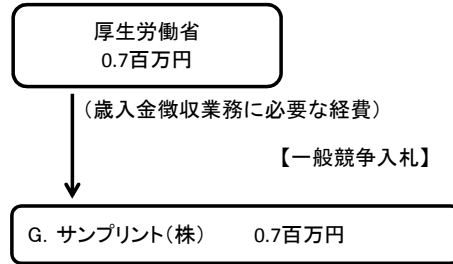 厚生労働省
0.7百万円
（歳入金徴収業務に必要な経費）
【一般競争入札】
G. サンプリント（株）　0.7百万円